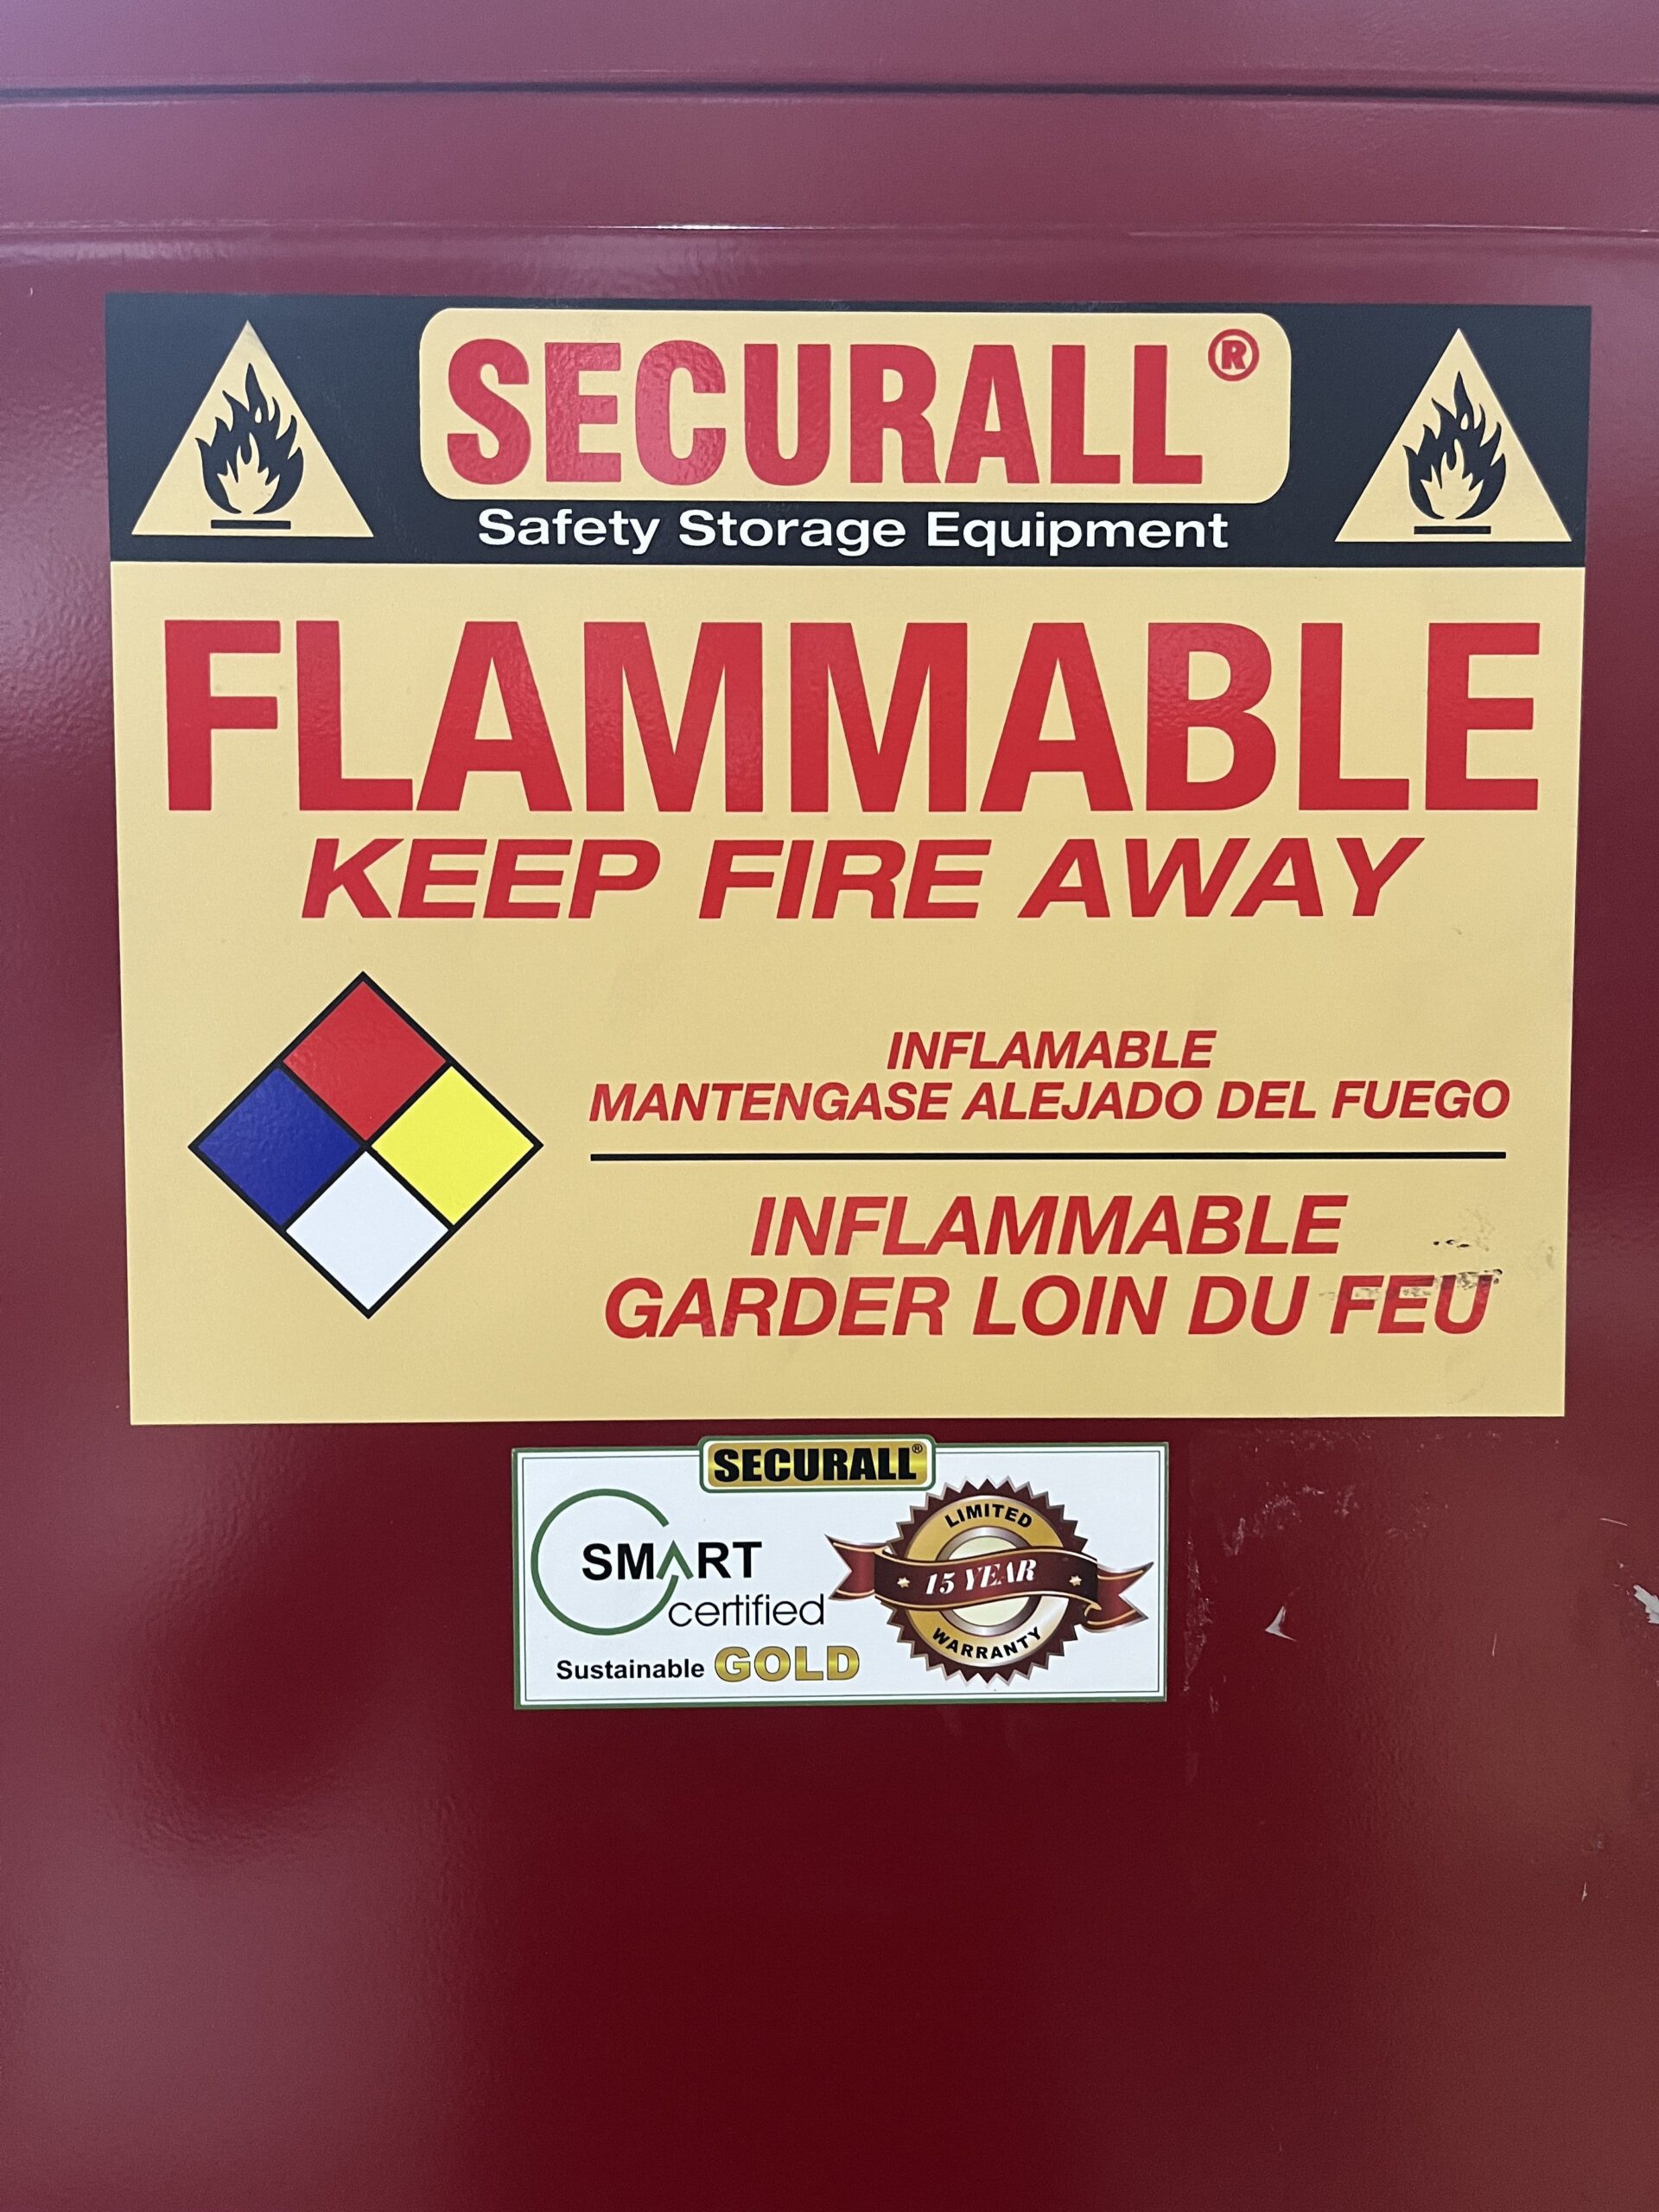 SECURALL®
Safety Storage Equipment
FLAMMABLE
KEEP FIRE AWAY
INFLAMABLE
MANTENGASE ALEJADO DEL FUEGO
INFLAMMABLE
GARDER LOIN DU FEU
SECURALL®
SMART
certified
Sustainable GOLD
LIMITED
15 YEAR
WARRANTY